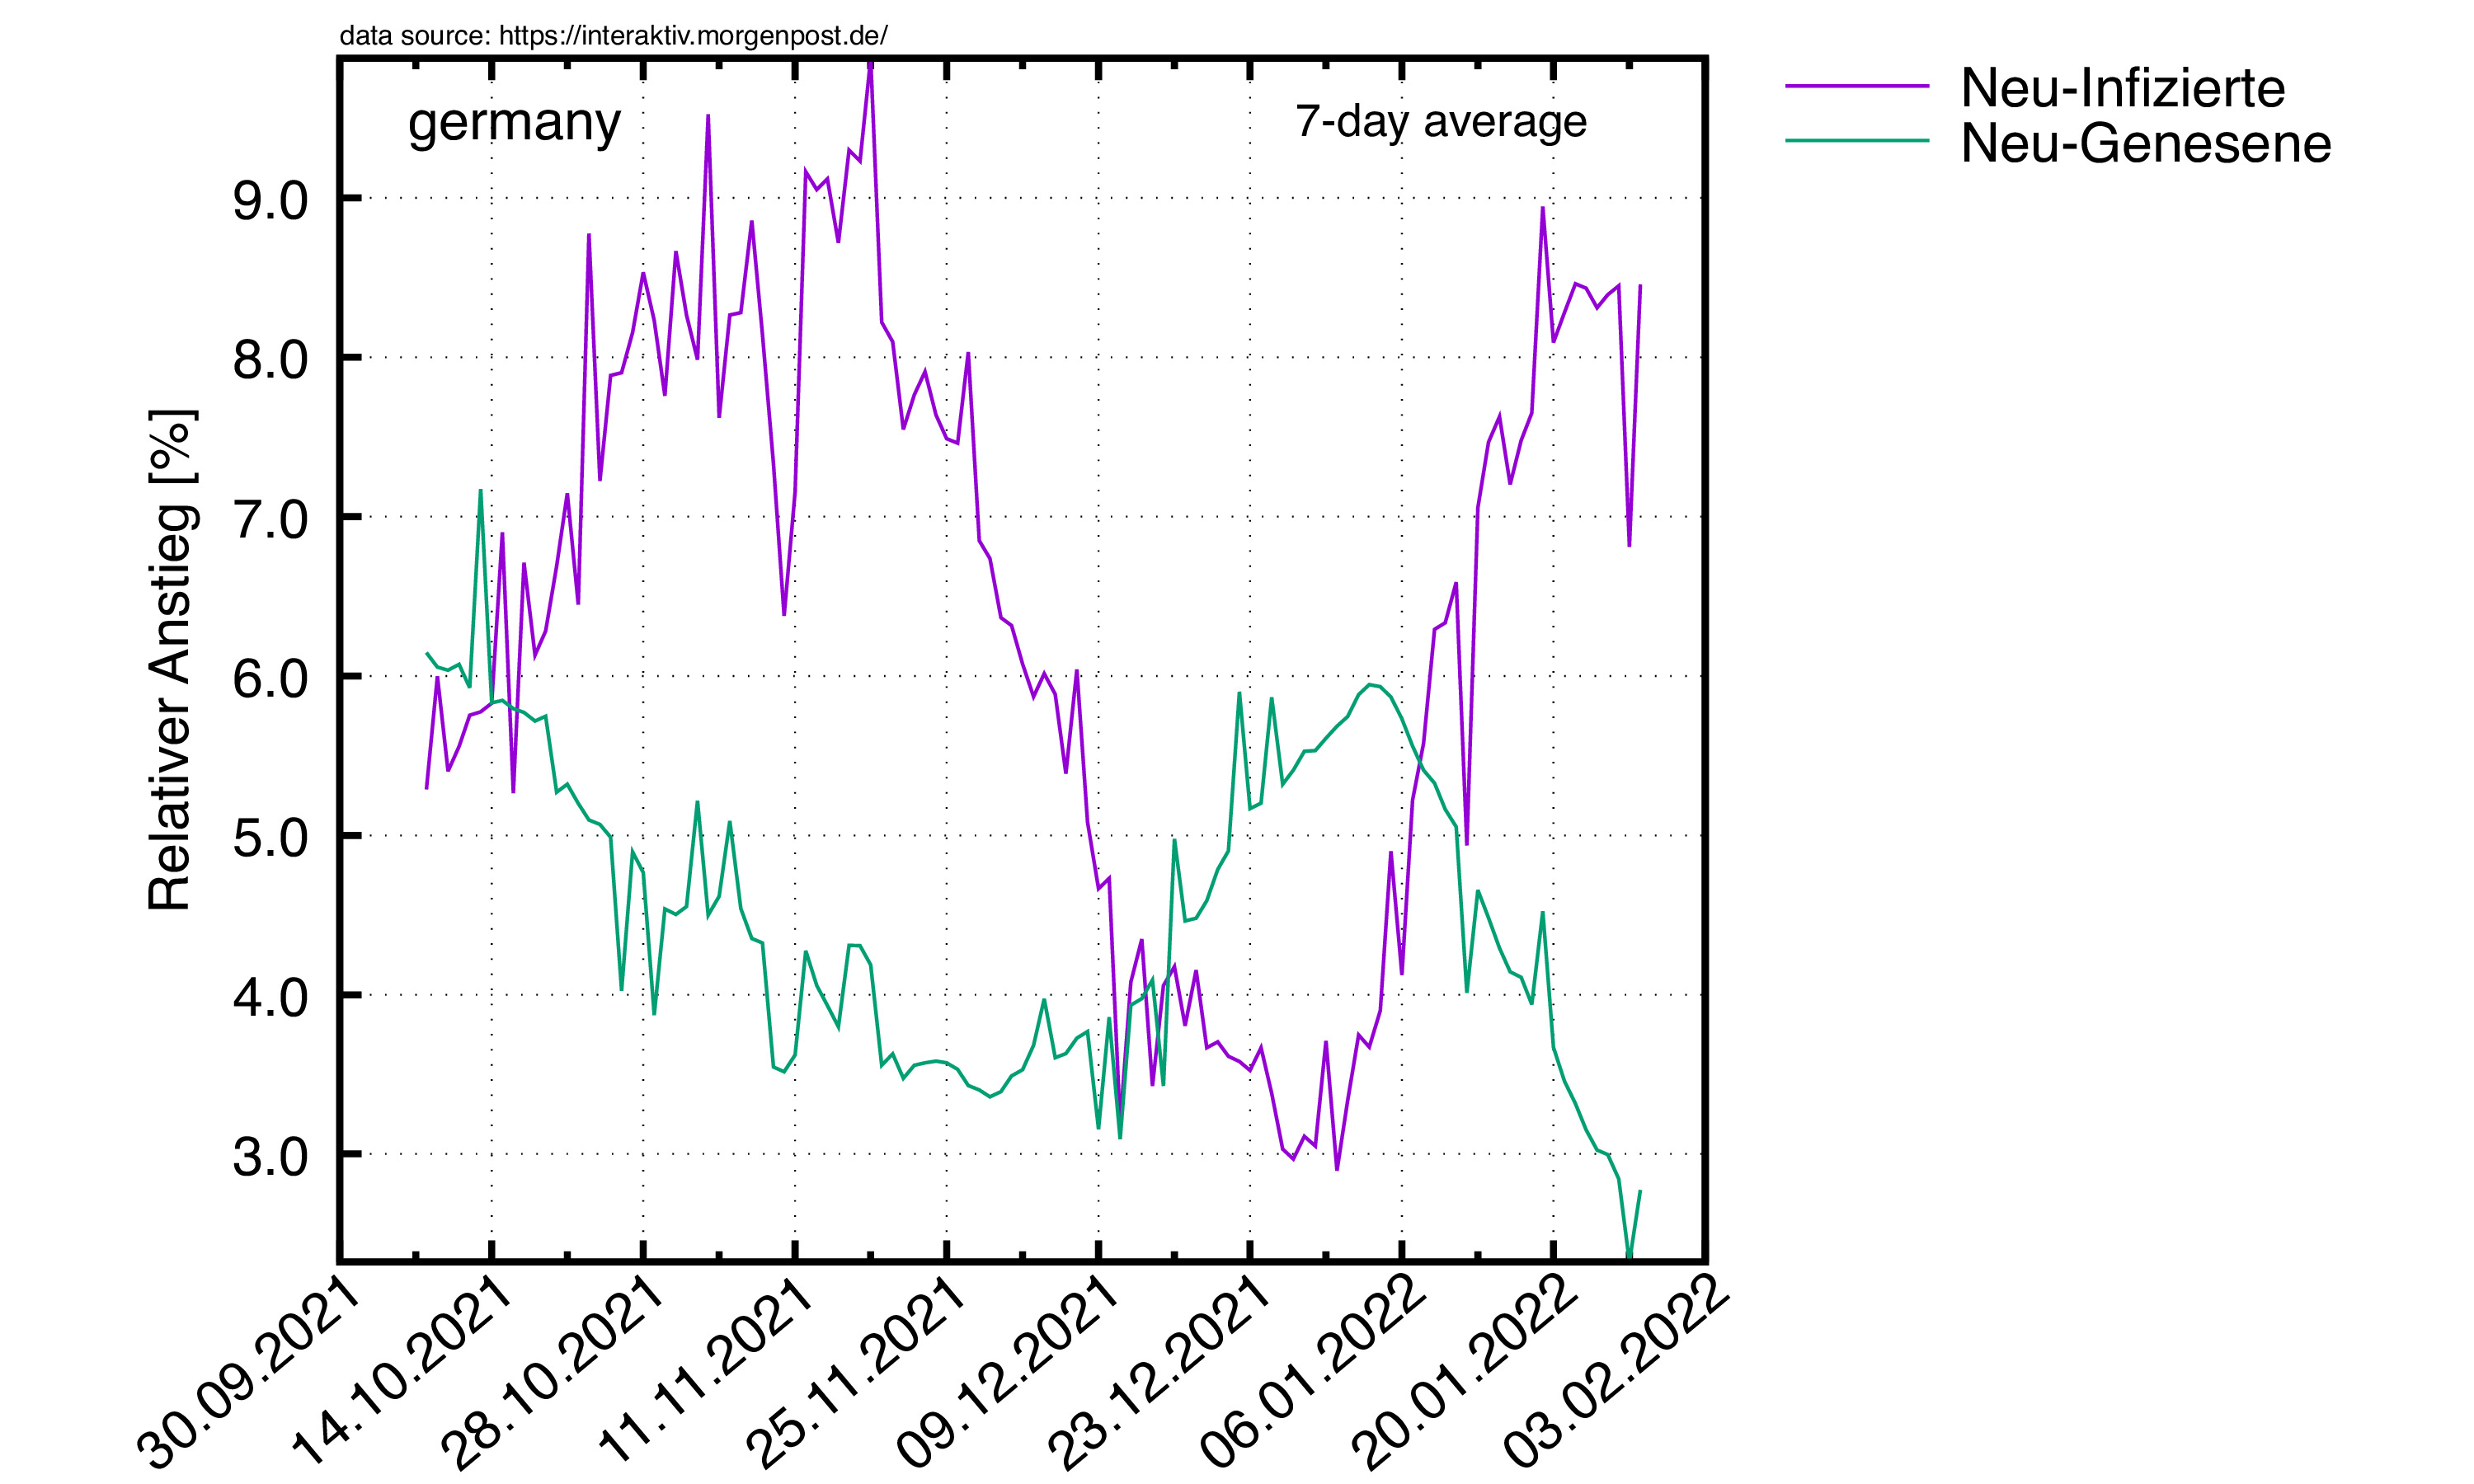 data source: https://interaktiv.morgenpost.de/
germany
7-day average
Neu-Infizierte
Neu-Genesene
Relativer Anstieg [%]
9.0
8.0
7.0
6.0
5.0
4.0
3.0
30.09.2021
14.10.2021
28.10.2021
11.11.2021
25.11.2021
09.12.2021
23.12.2021
06.01.2022
20.01.2022
03.02.2022